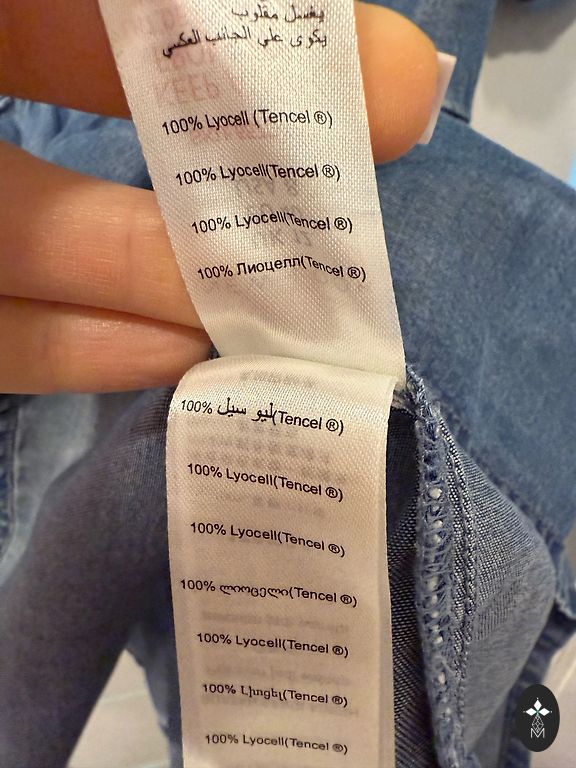 يغسل مقلوب
يكوى على الجانب العكسي
100% Lyocell (Tencel ®)
100% Lyocell(Tencel ®)
100% Lyocell(Tencel ®)
100% Лиоцелл(Tencel ®)
100% ليو سيل(Tencel ®)
100% Lyocell(Tencel ®)
100% Lyocell(Tencel ®)
100% ლიოცელი(Tencel ®)
100% Lyocell(Tencel ®)
100% Լիոցել(Tencel ®)
100% Lyocell(Tencel ®)